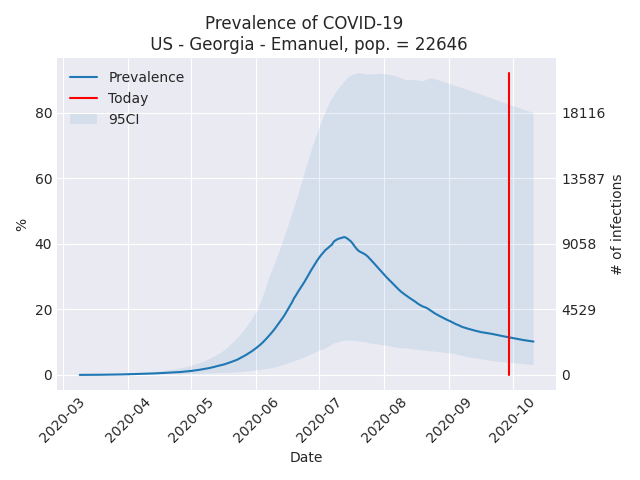 Prevalence of COVID-19
US - Georgia - Emanuel, pop. = 22646
Prevalence
Today
95CI
80
60
40
20
0
%
18116
13587
9058
4529
0
# of infections
2020-03
2020-04
2020-05
2020-06
2020-07
2020-08
2020-09
2020-10
Date